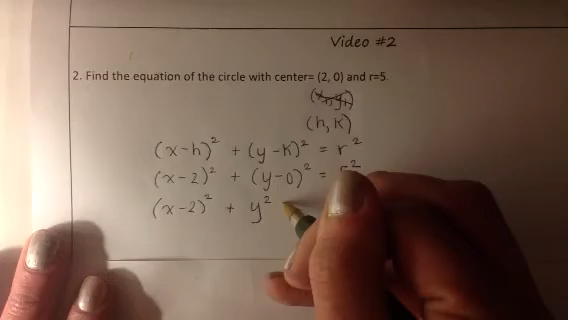 Video #2
2. Find the equation of the circle with center= (2, 0) and r=5.
(h, k)
(x-h)² + (y-k)² = r²
(x-2)² + (y-0)² = 5²
(x-2)² + y²